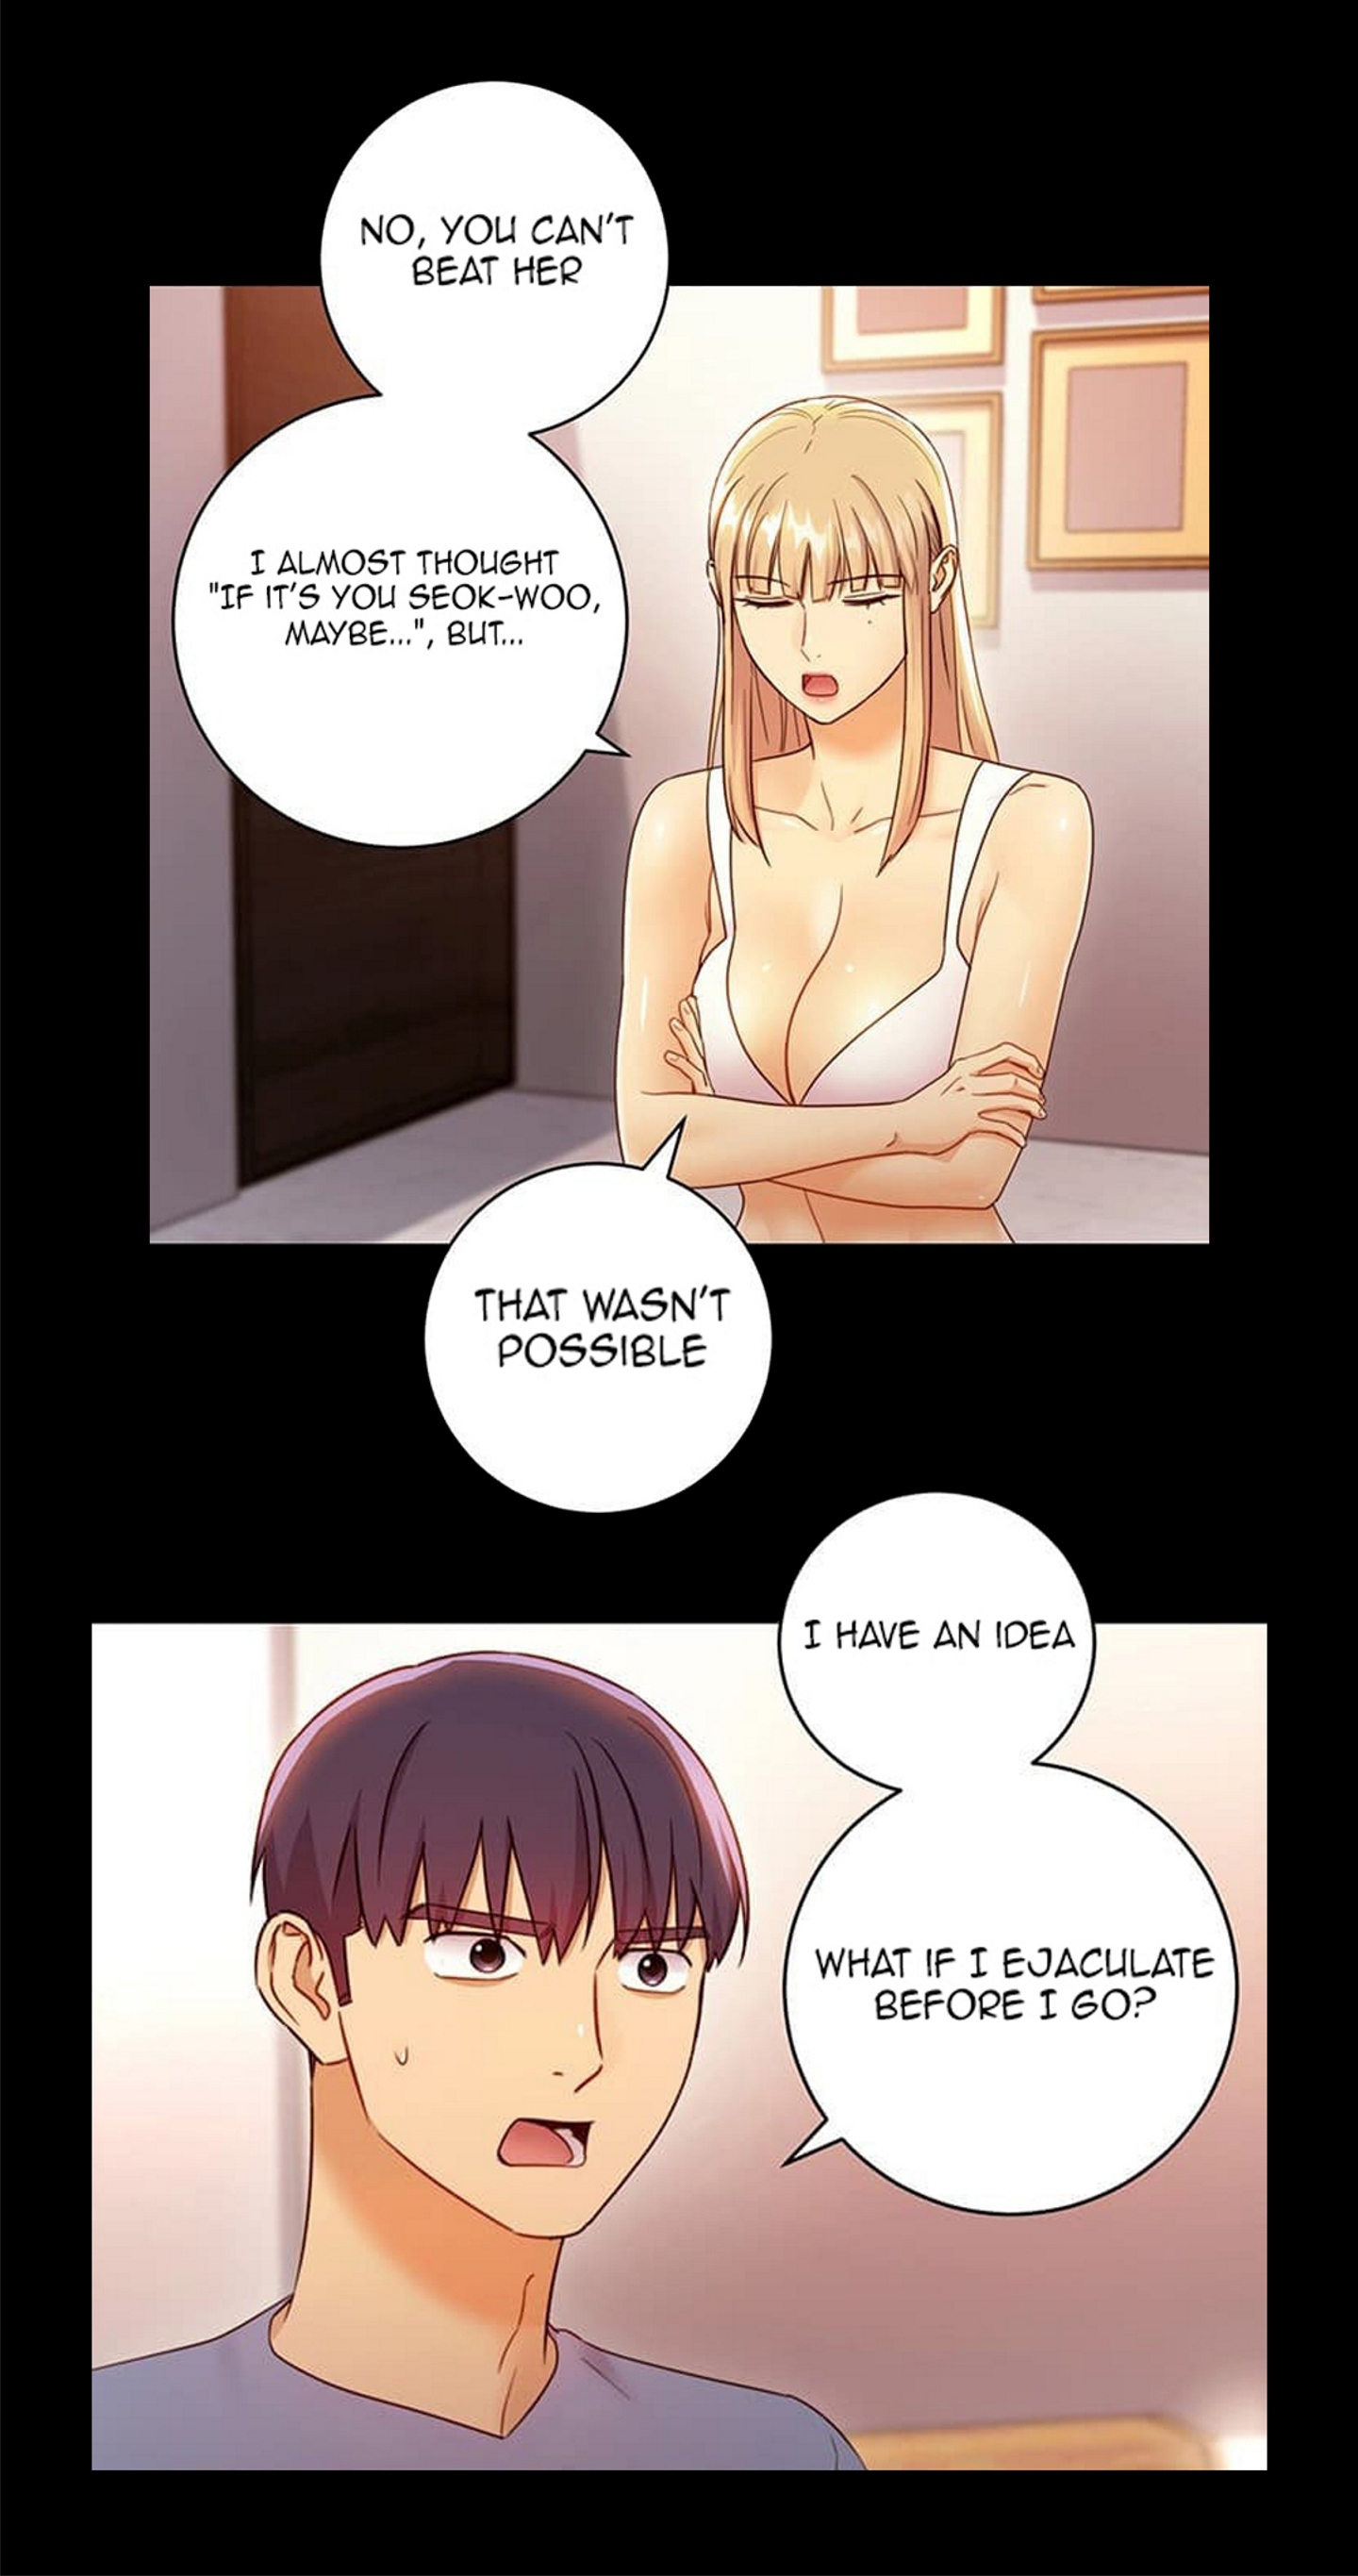 NO, YOU CAN'T
BEAT HER
I ALMOST THOUGHT
"IF IT'S YOU SEOK-WOO,
MAYBE...", BUT...
THAT WASN'T
POSSIBLE
I HAVE AN IDEA
WHAT IF I EJACULATE
BEFORE I GO?